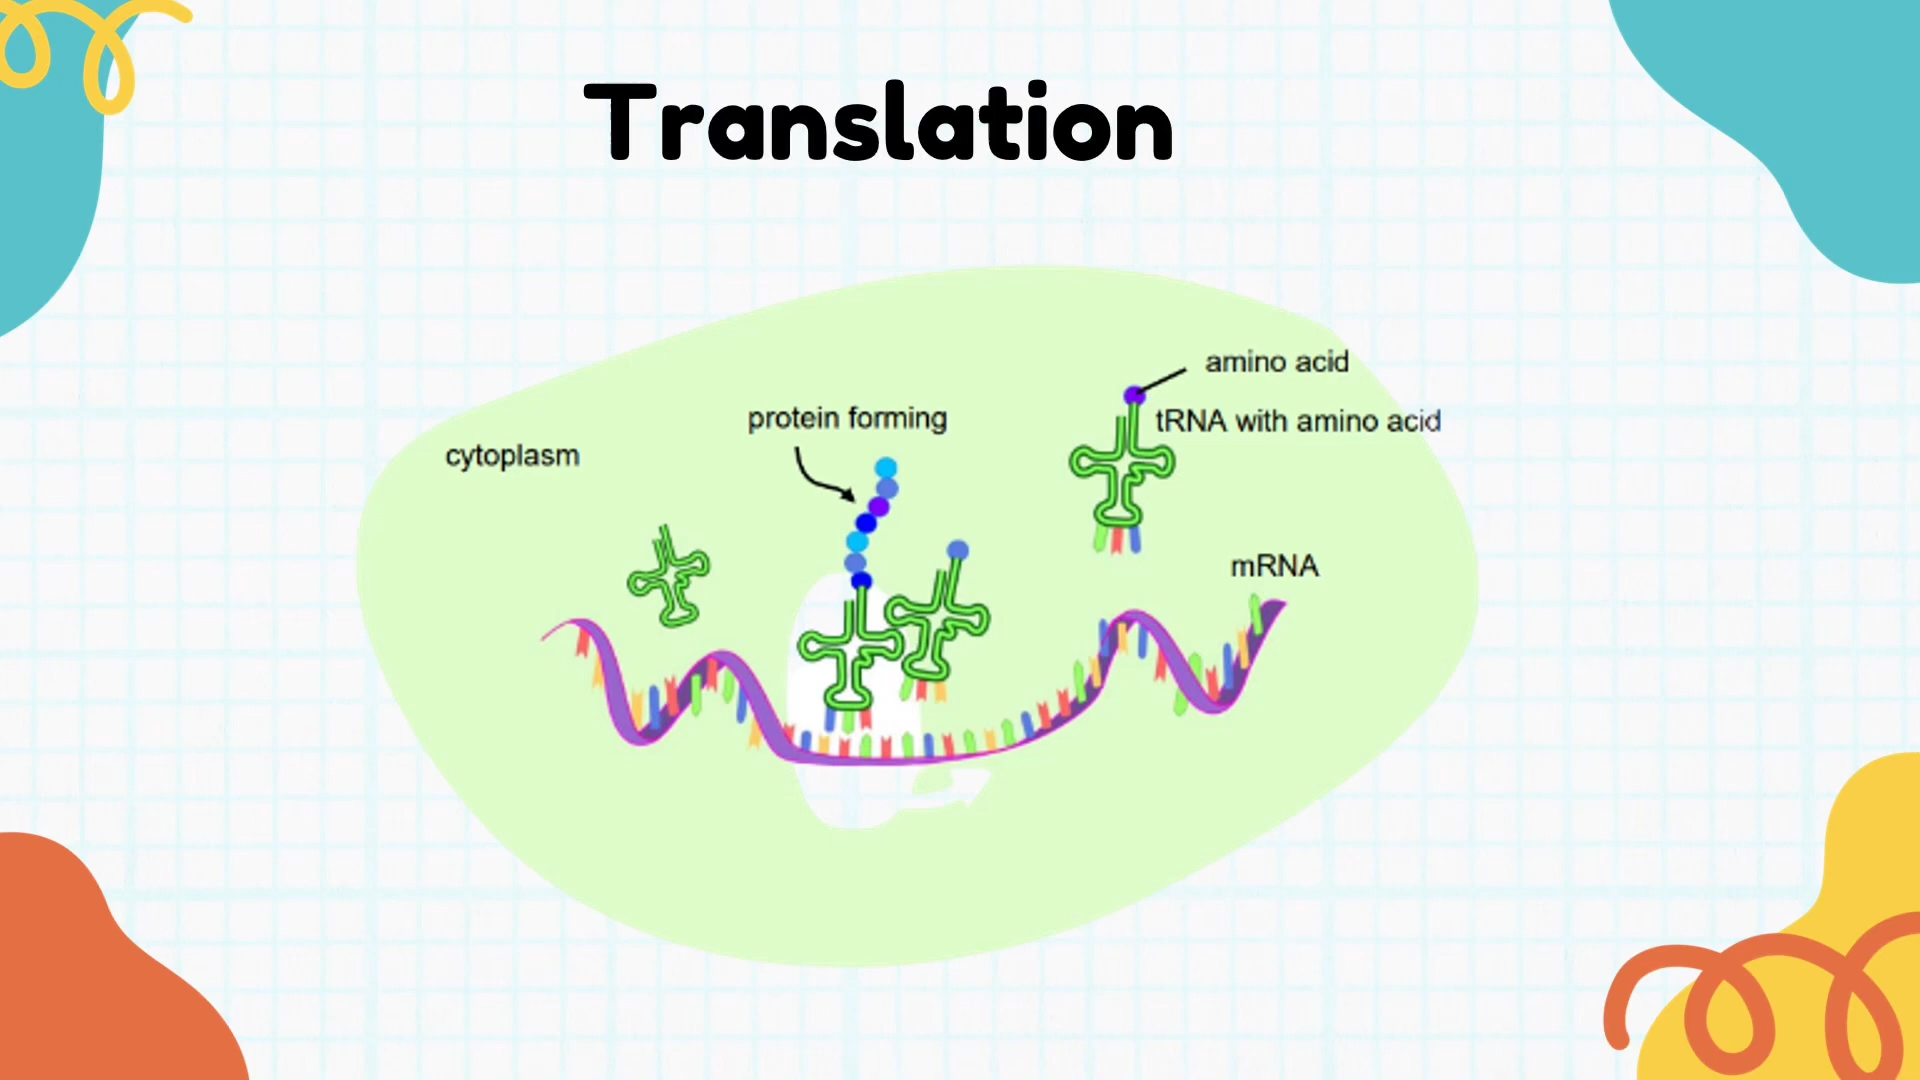 Translation
amino acid
protein forming
tRNA with amino acid
cytoplasm
mRNA